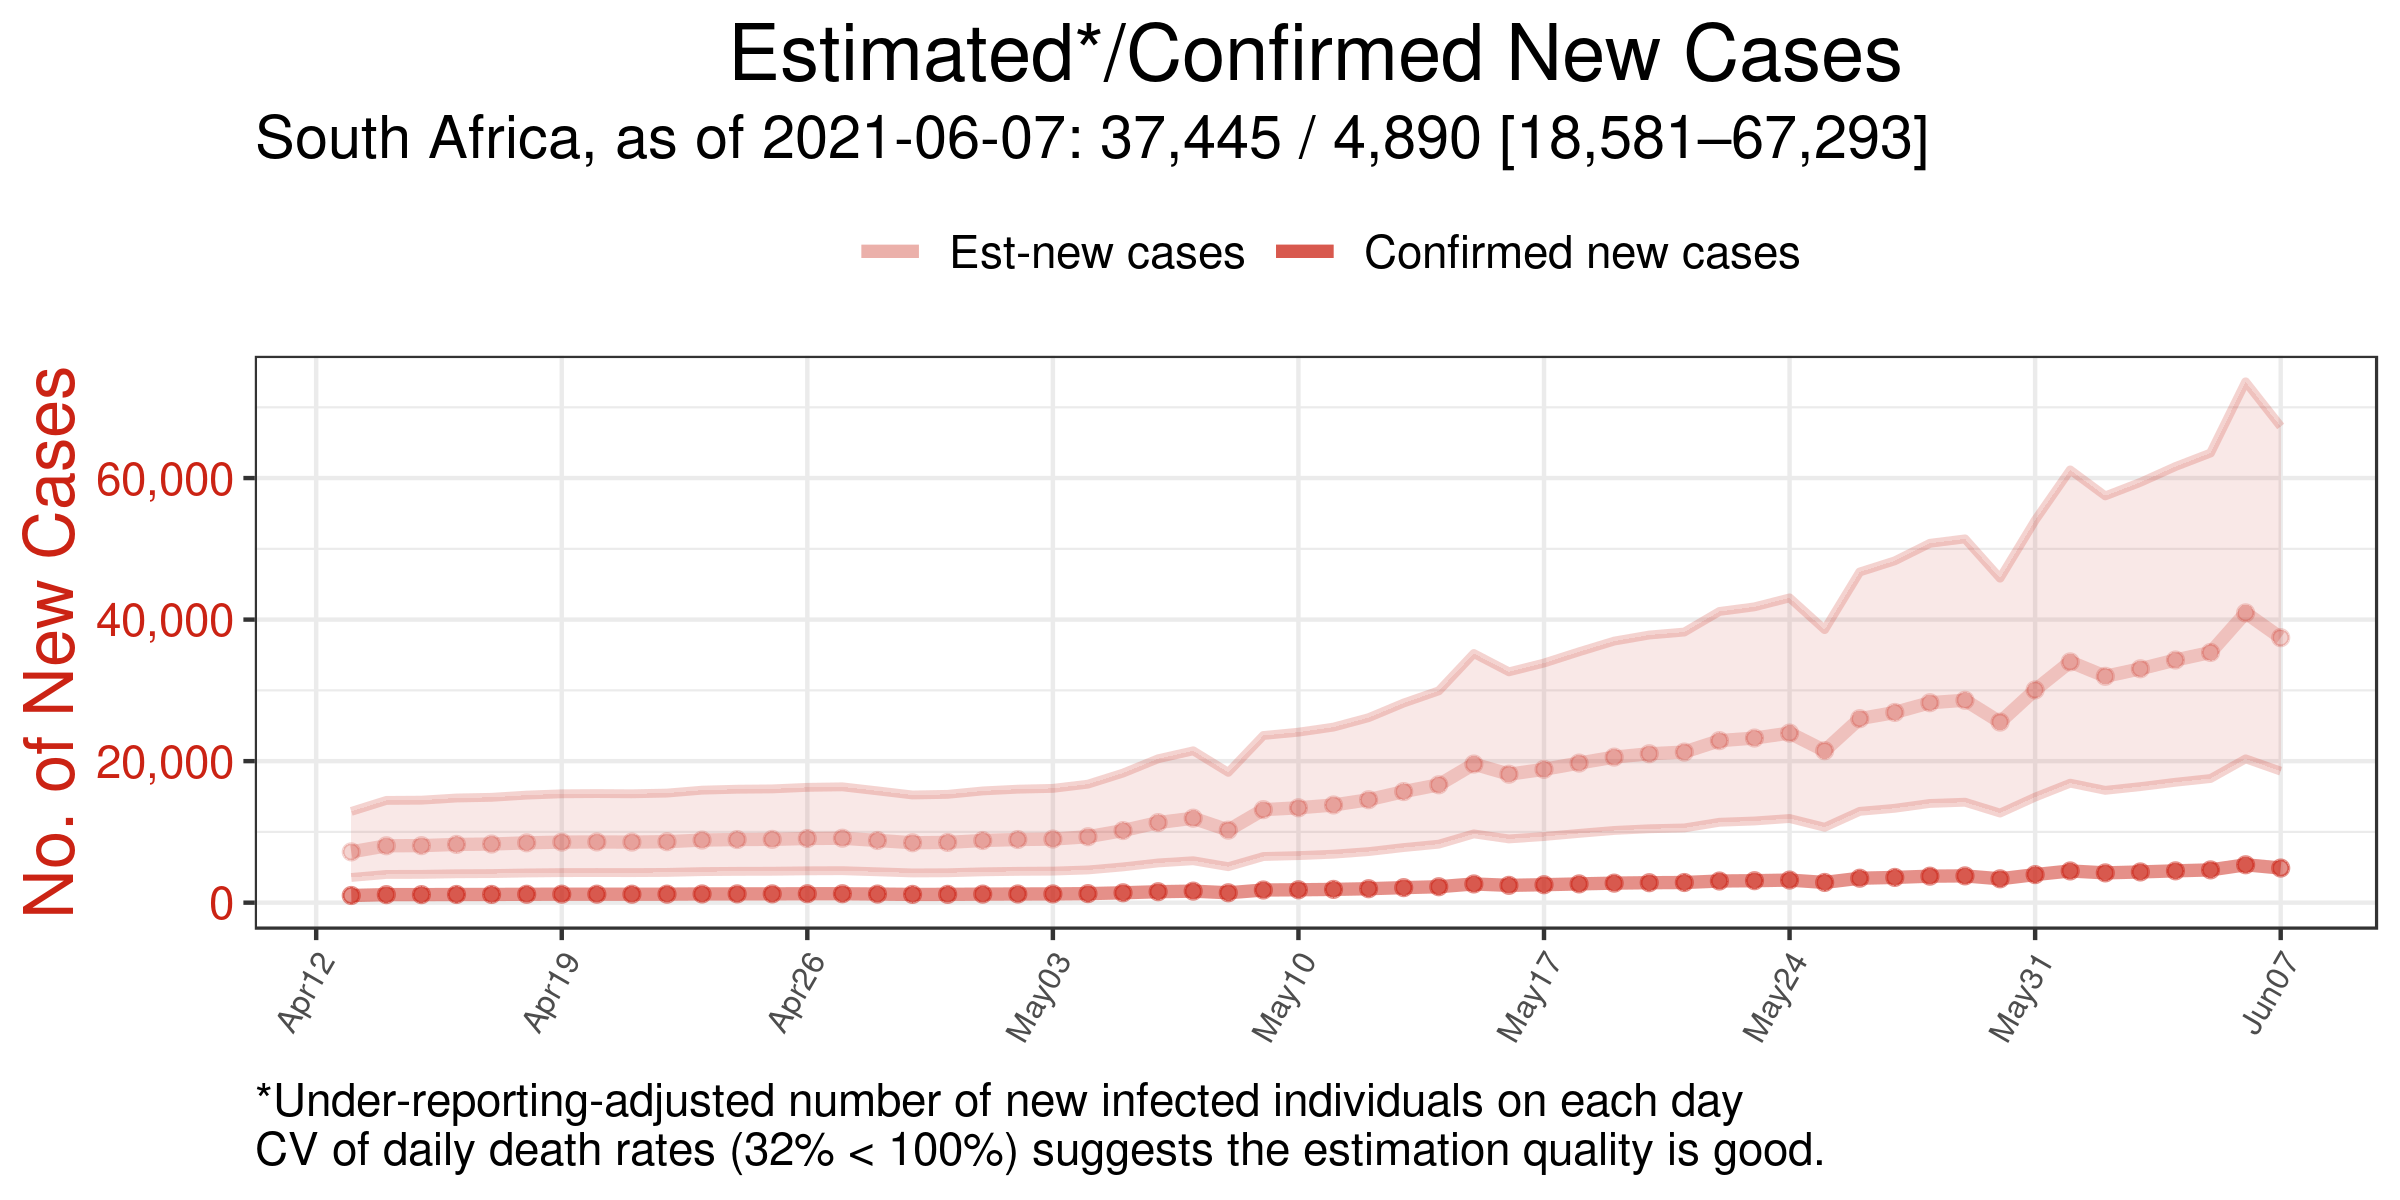 Estimated*/Confirmed New Cases
South Africa, as of 2021-06-07: 37,445 / 4,890 [18,581–67,293]
Est-new cases
Confirmed new cases
No. of New Cases
60,000
40,000
20,000
0
Apr12
Apr19
Apr26
May03
May10
May17
May24
May31
Jun07
*Under-reporting-adjusted number of new infected individuals on each day
CV of daily death rates (32% < 100%) suggests the estimation quality is good.